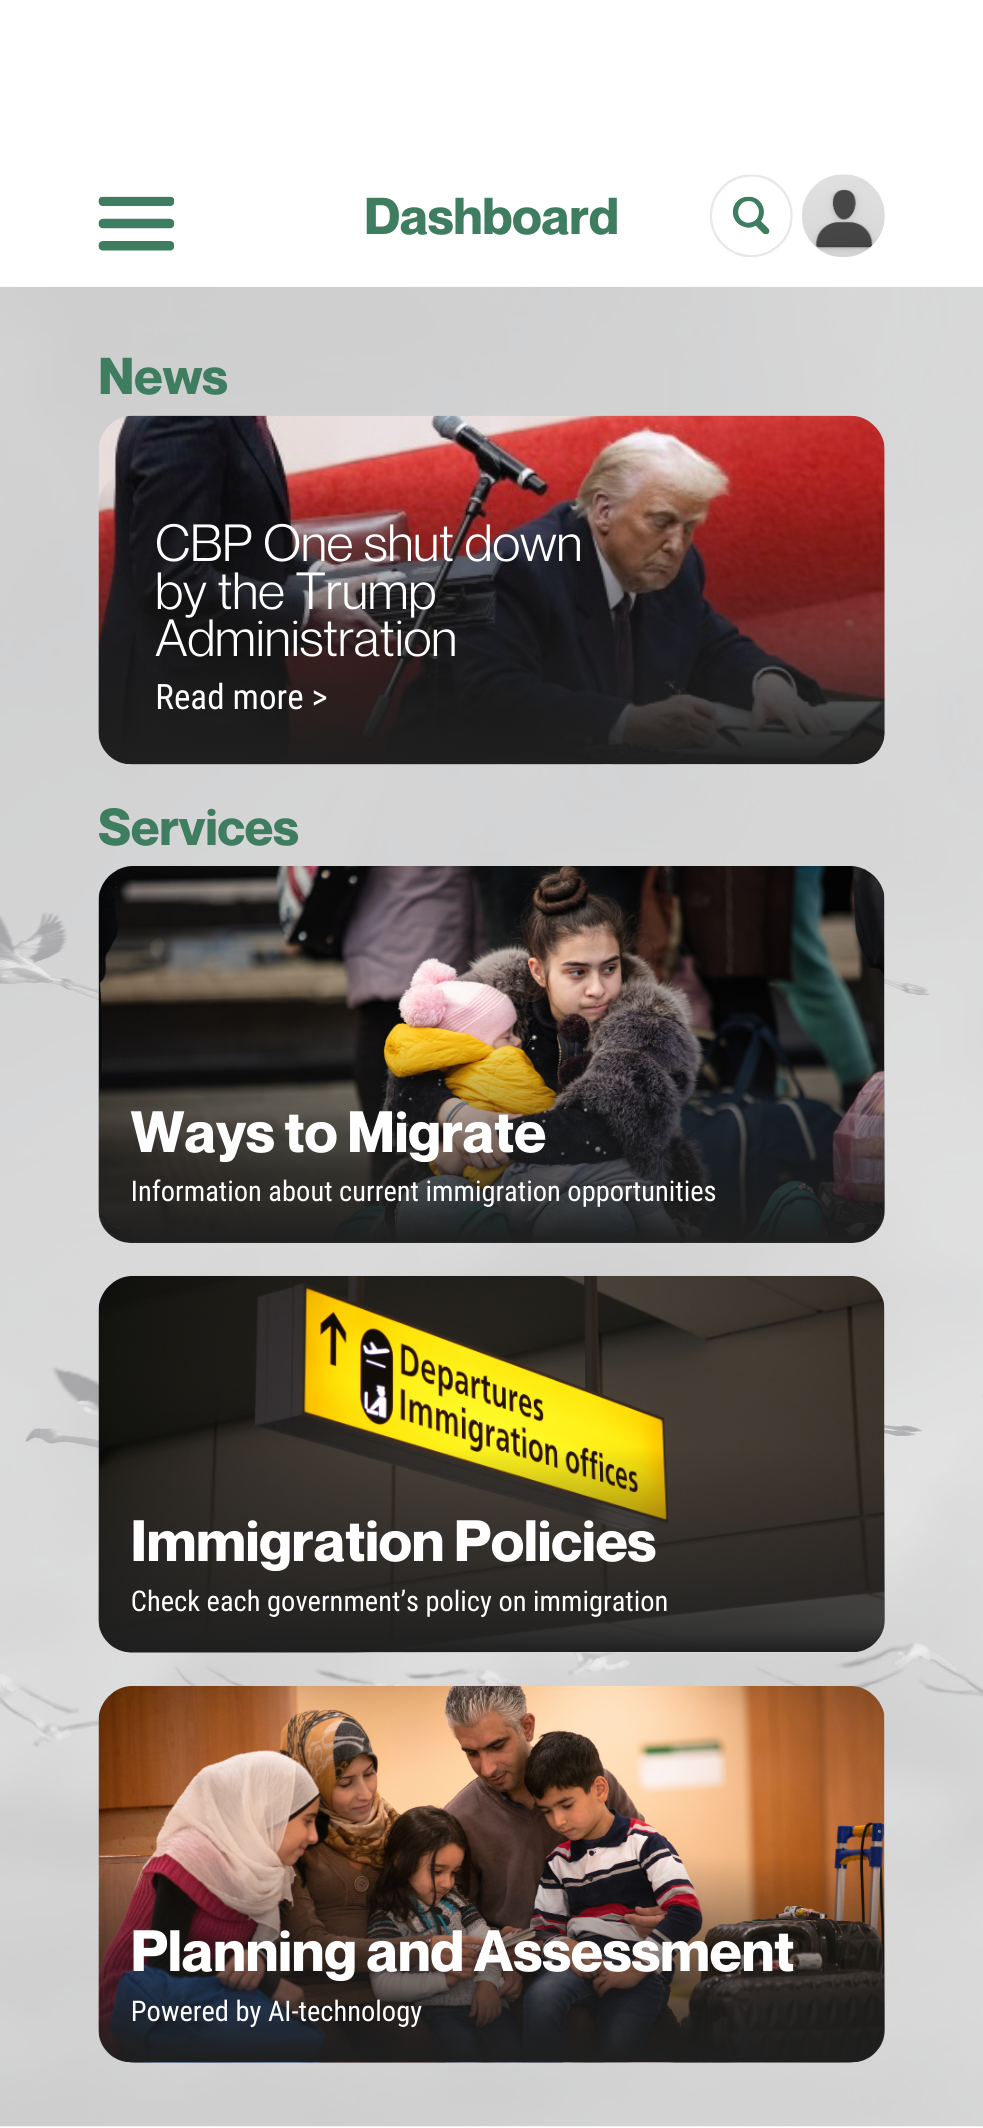 Dashboard
News
CBP One shut down
by the Trump
Administration
Read more >
Services
Ways to Migrate
Information about current immigration opportunities
Departures
Immigration offices
Immigration Policies
Check each government’s policy on immigration
Planning and Assessment
Powered by AI-technology